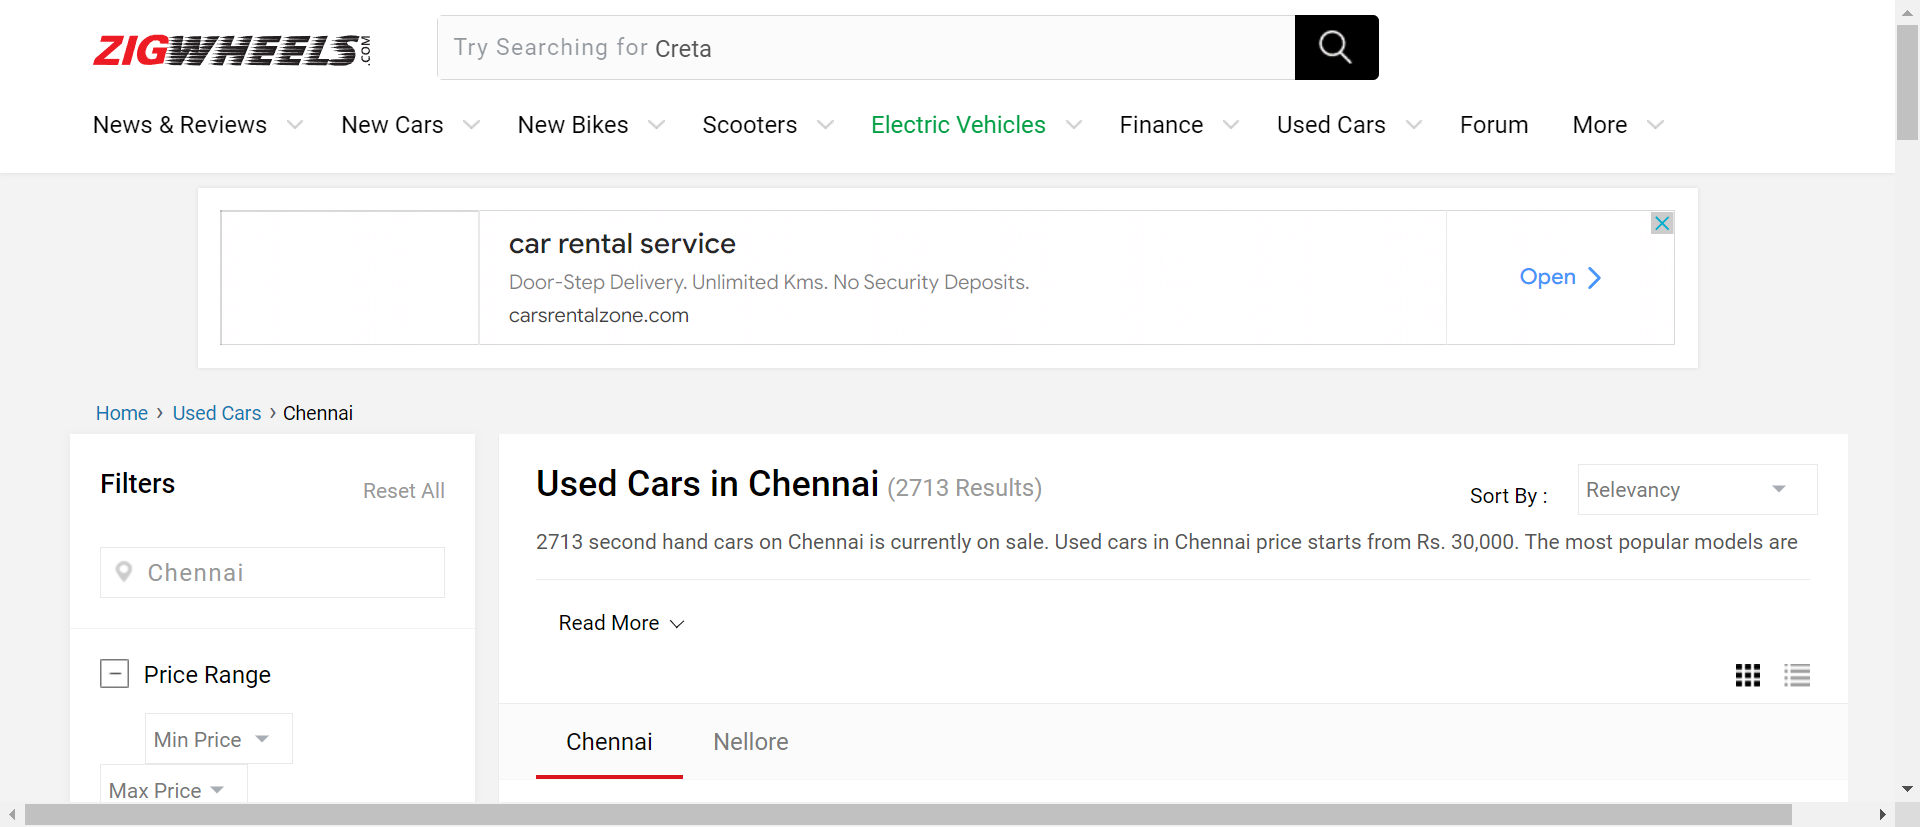 ZIGWHEELS.COM
Try Searching for Creta
News & Reviews New Cars New Bikes Scooters Electric Vehicles Finance Used Cars Forum More
car rental service
Door-Step Delivery. Unlimited Kms. No Security Deposits.
carsrentalzone.com
Open
Home › Used Cars › Chennai
Filters
Reset All
Chennai
Price Range
Min Price
Max Price
Used Cars in Chennai (2713 Results)
Sort By :
Relevancy
2713 second hand cars on Chennai is currently on sale. Used cars in Chennai price starts from Rs. 30,000. The most popular models are
Read More
Chennai Nellore